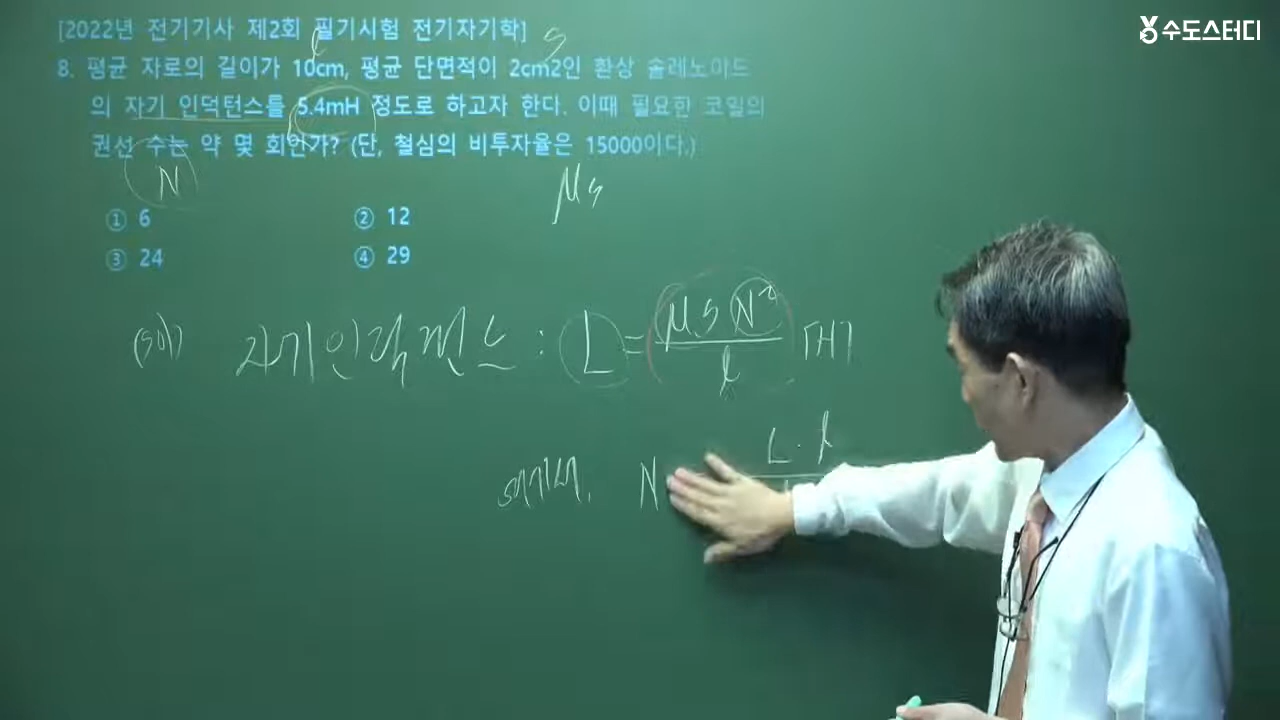 수도스터디
[2022년 전기기사 제2회 필기시험 전기자기학]
l S
8. 평균 자로의 길이가 10cm, 평균 단면적이 2cm2인 환상 솔레노이드
의 자기 인덕턴스를 5.4mH 정도로 하고자 한다. 이때 필요한 코일의
권선 수는 약 몇 회인가? (단, 철심의 비투자율은 15000이다.)
N μs
① 6 ② 12
③ 24 ④ 29
자기인덕턴스 : L = μSN² / l [H]
여기서, N L · l